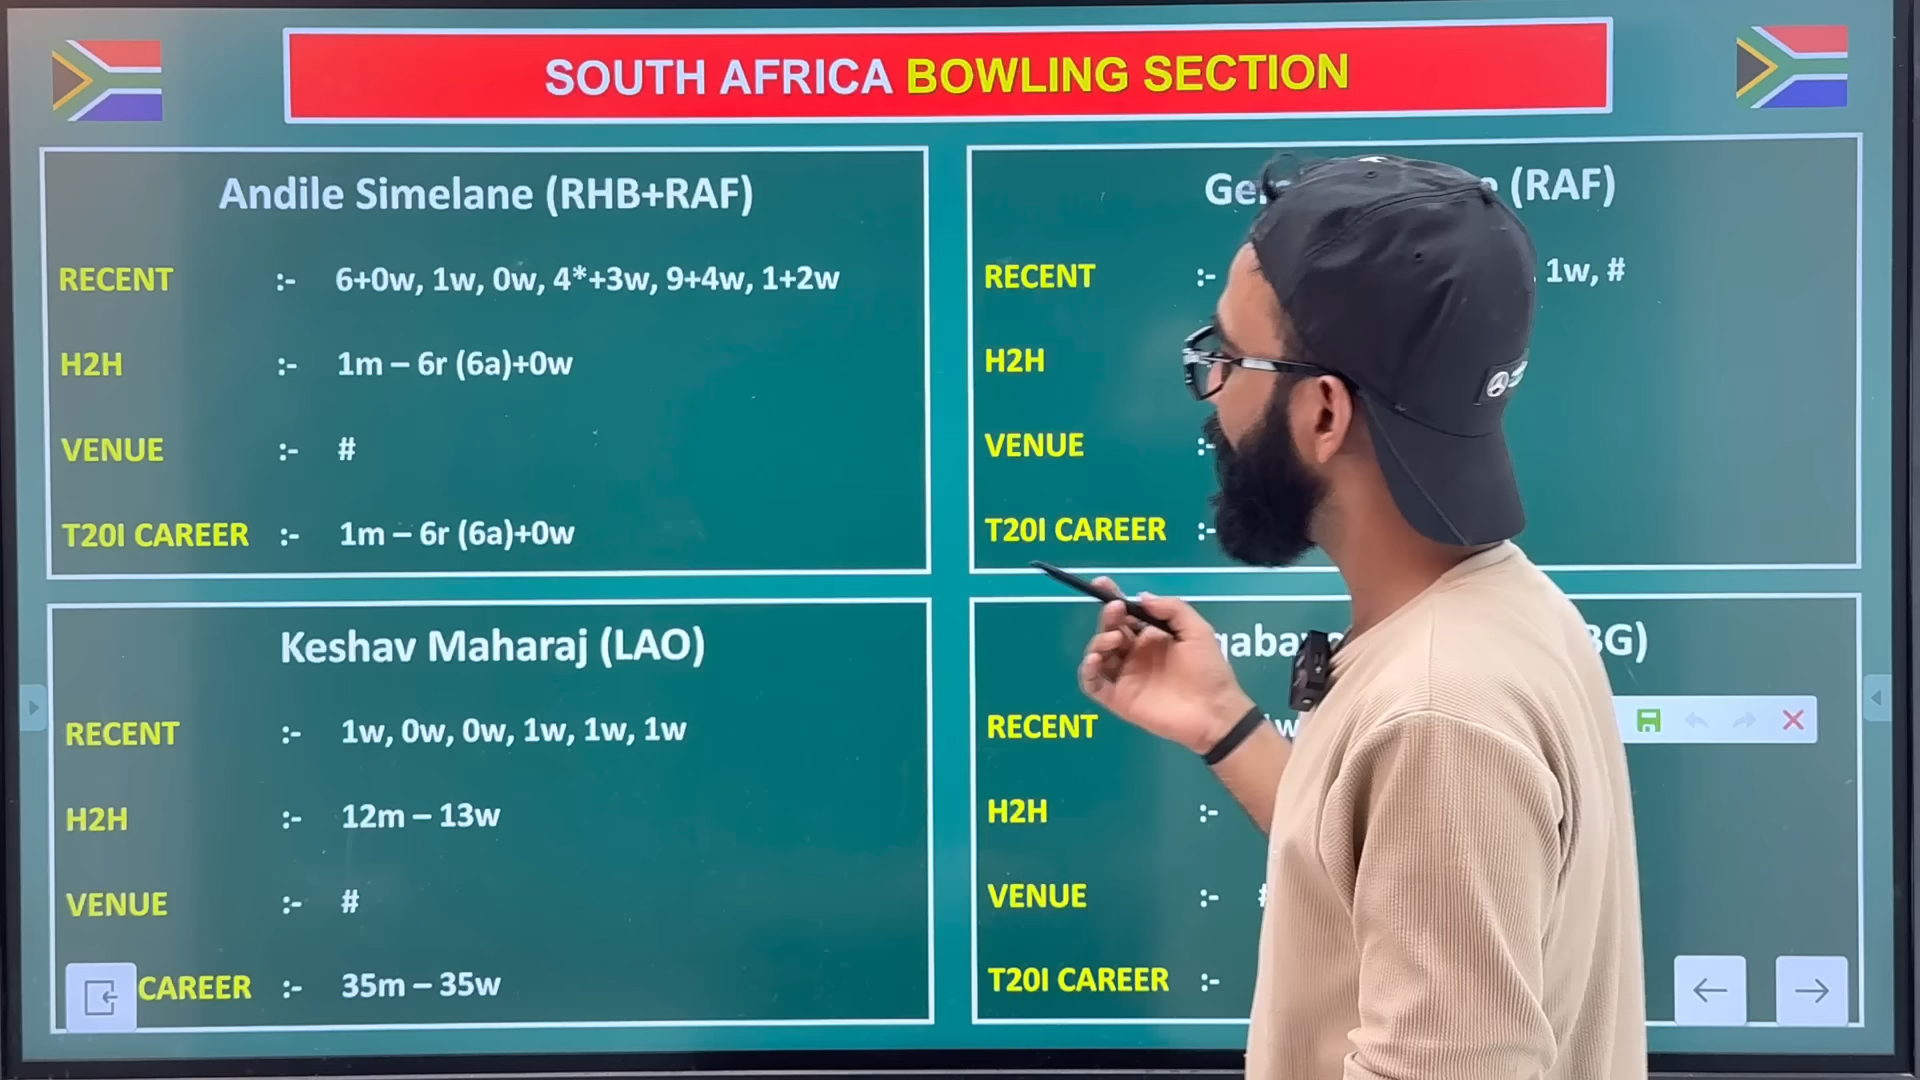 SOUTH AFRICA BOWLING SECTION
Andile Simelane (RHB+RAF)
RECENT :- 6+0w, 1w, 0w, 4*+3w, 9+4w, 1+2w
H2H :- 1m – 6r (6a)+0w
VENUE :- #
T20I CAREER :- 1m – 6r (6a)+0w
(RAF)
RECENT :- 1w, #
H2H
VENUE :-
T20I CAREER :-
Keshav Maharaj (LAO)
RECENT :- 1w, 0w, 0w, 1w, 1w, 1w
H2H :- 12m – 13w
VENUE :- #
CAREER :- 35m – 35w
RECENT
H2H :-
VENUE :- #
T20I CAREER :-